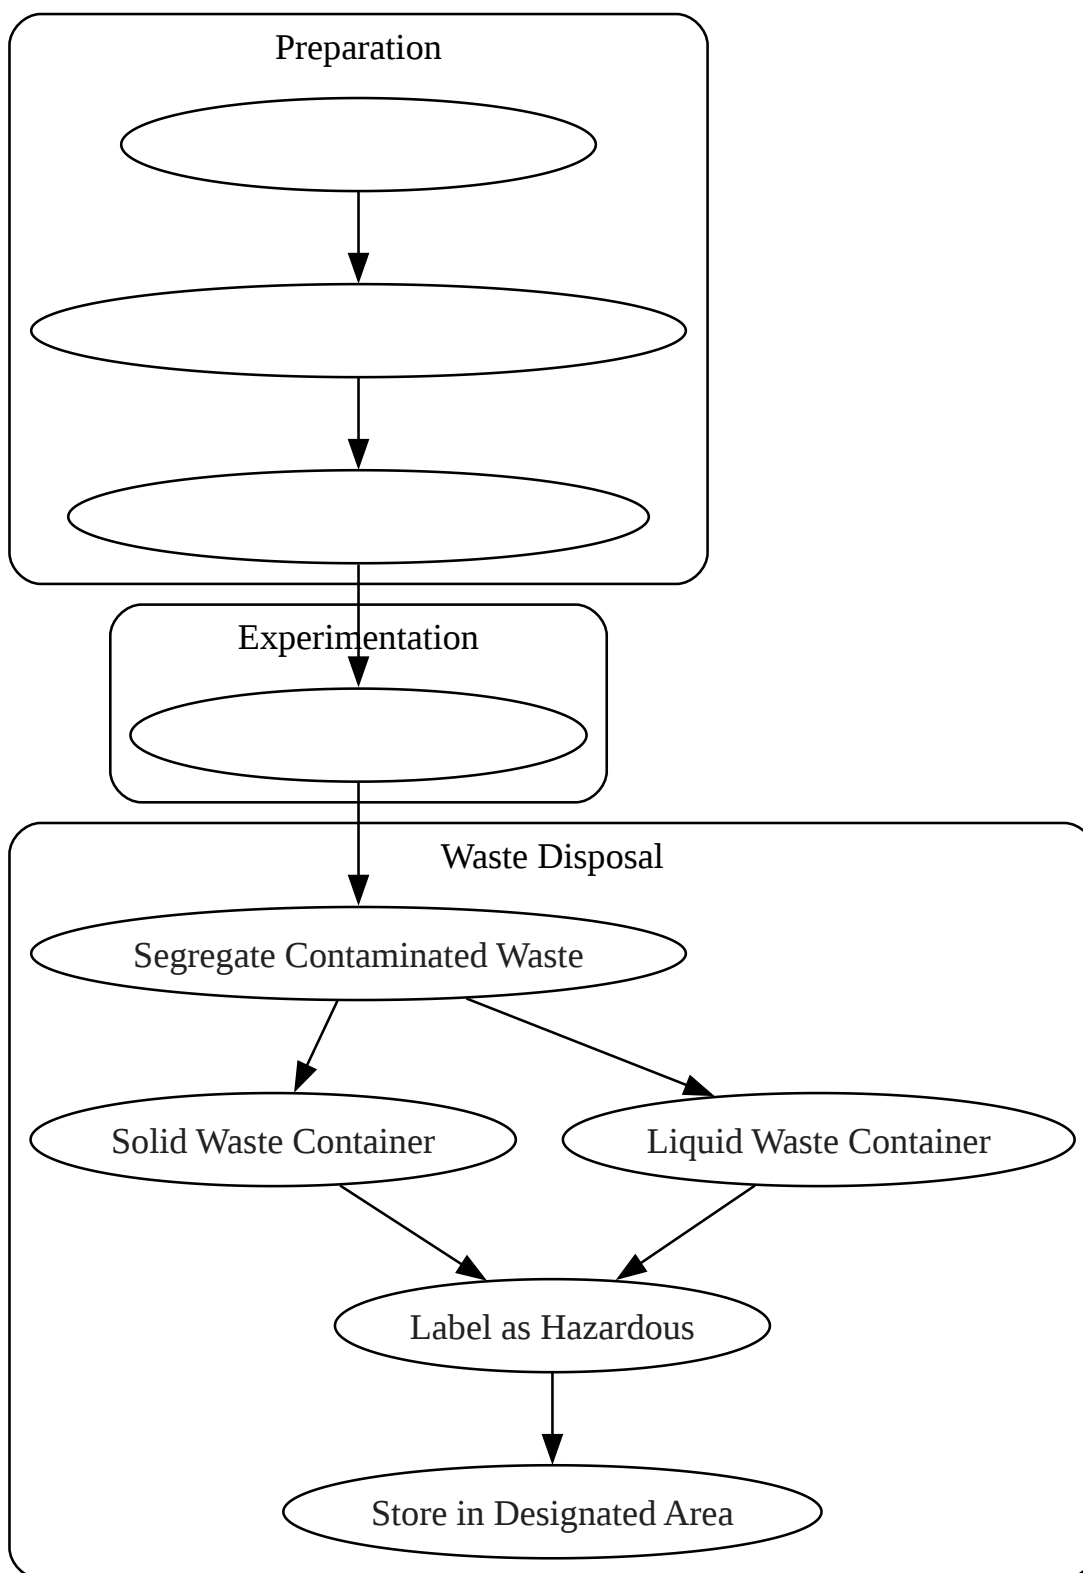 Preparation
Experimentation
Waste Disposal
Segregate Contaminated Waste
Solid Waste Container
Liquid Waste Container
Label as Hazardous
Store in Designated Area